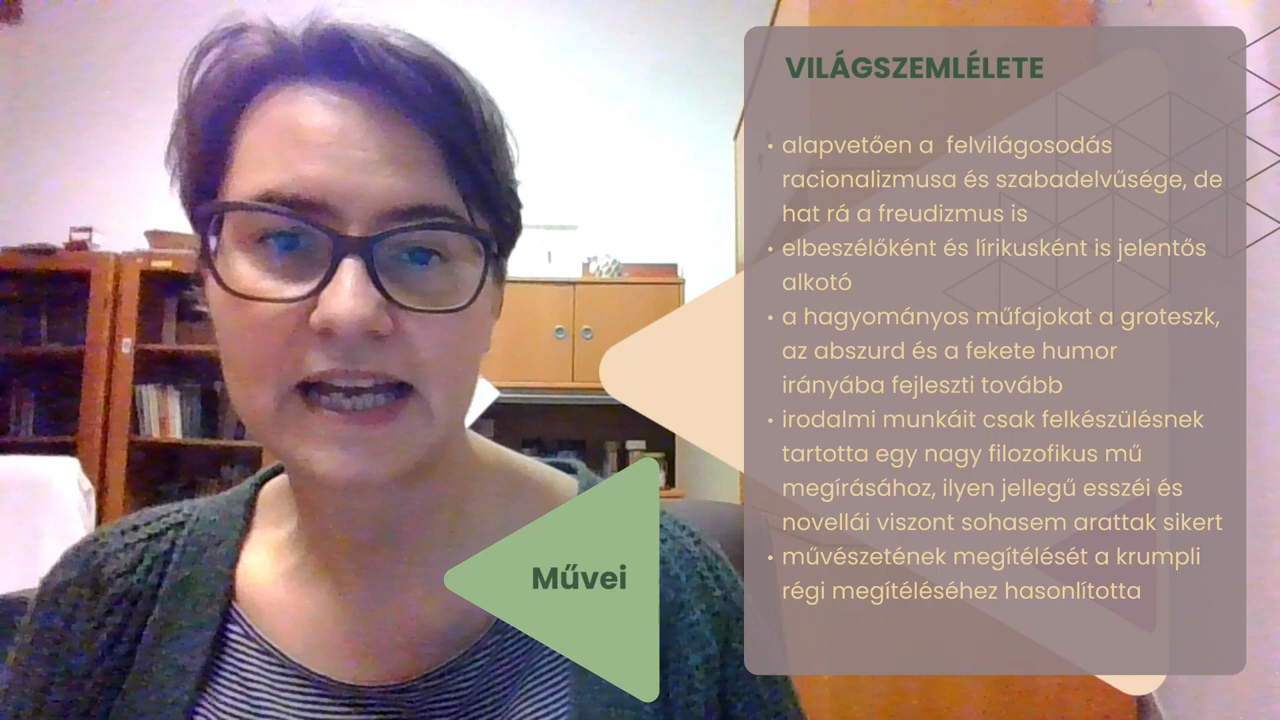 VILÁGSZEMLÉLETE
• alapvetően a  felvilágosodás
racionalizmusa és szabadelvűsége, de
hat rá a freudizmus is
• elbeszélőként és lírikusként is jelentős
alkotó
• a hagyományos műfajokat a groteszk,
az abszurd és a fekete humor
irányába fejleszti tovább
• irodalmi munkáit csak felkészülésnek
tartotta egy nagy filozofikus mű
megírásához, ilyen jellegű esszéi és
novellái viszont sohasem arattak sikert
• művészetének megítélését a krumpli
régi megítéléséhez hasonlította
Művei